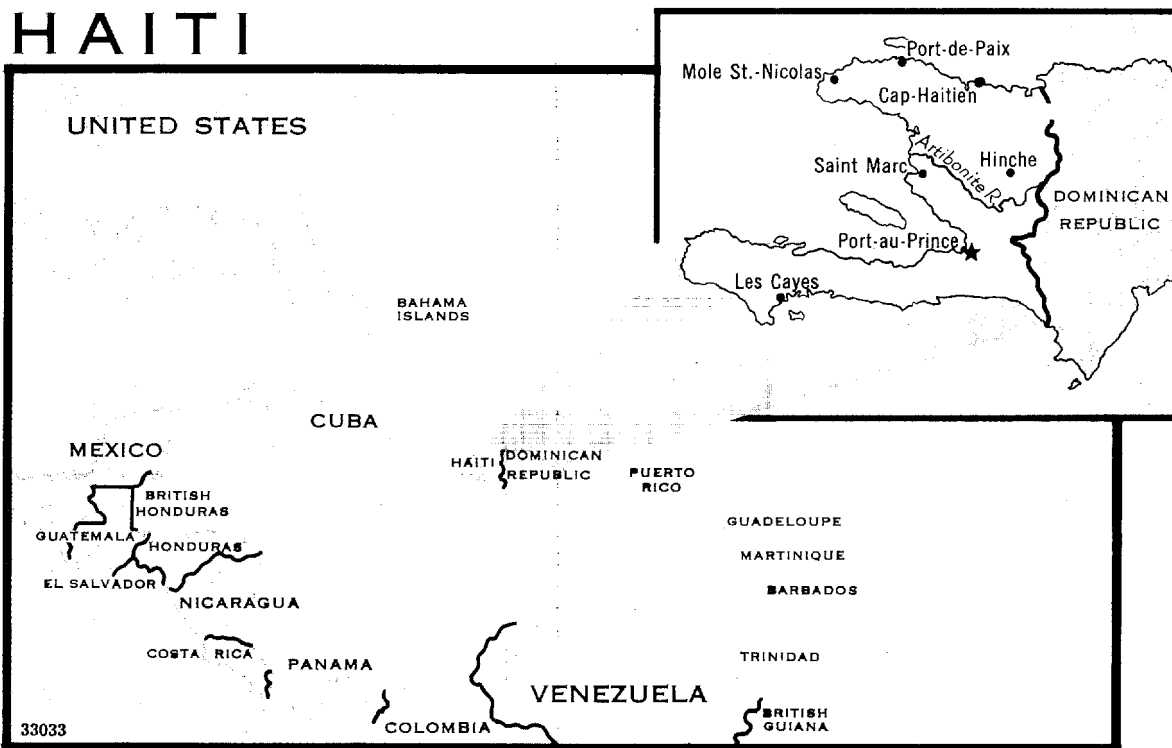 HAITI
Port-de-Paix
Mole St.-Nicolas
Cap-Haitien
UNITED STATES
Artibonite R.
Hinche
Saint Marc
DOMINICAN
REPUBLIC
Port-au-Prince
Les Cayes
BAHAMA
ISLANDS
CUBA
MEXICO
HAITI
DOMINICAN
REPUBLIC
PUERTO
RICO
BRITISH
HONDURAS
GUADELOUPE
GUATEMALA
HONDURAS
MARTINIQUE
EL SALVADOR
BARBADOS
NICARAGUA
COSTA RICA
PANAMA
TRINIDAD
VENEZUELA
COLOMBIA
BRITISH
GUIANA
33033